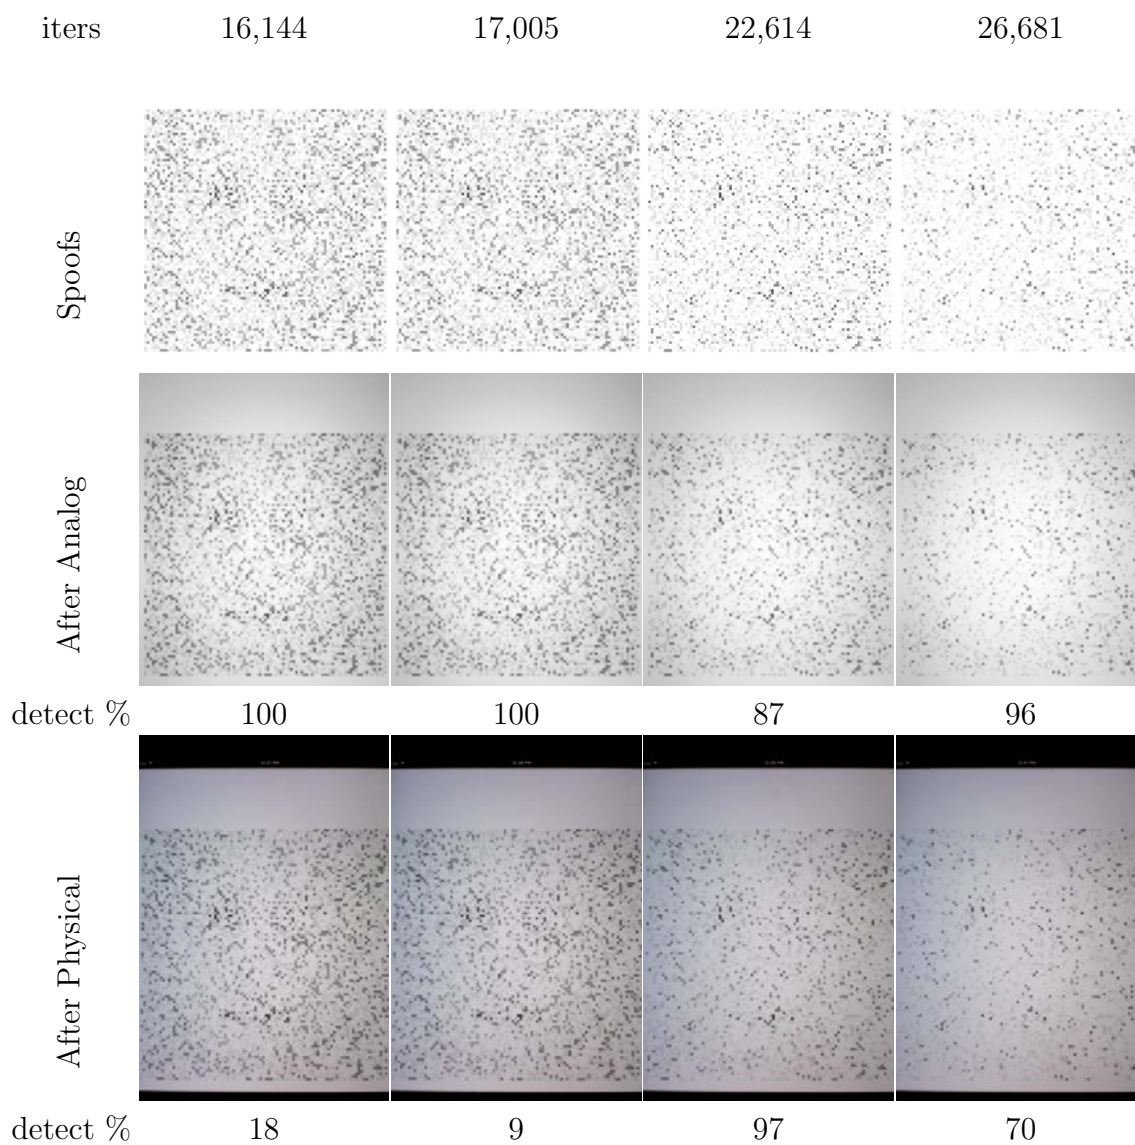 iters 16,144 17,005 22,614 26,681
Spoofs
After Analog
detect % 100 100 87 96
After Physical
detect % 18 9 97 70